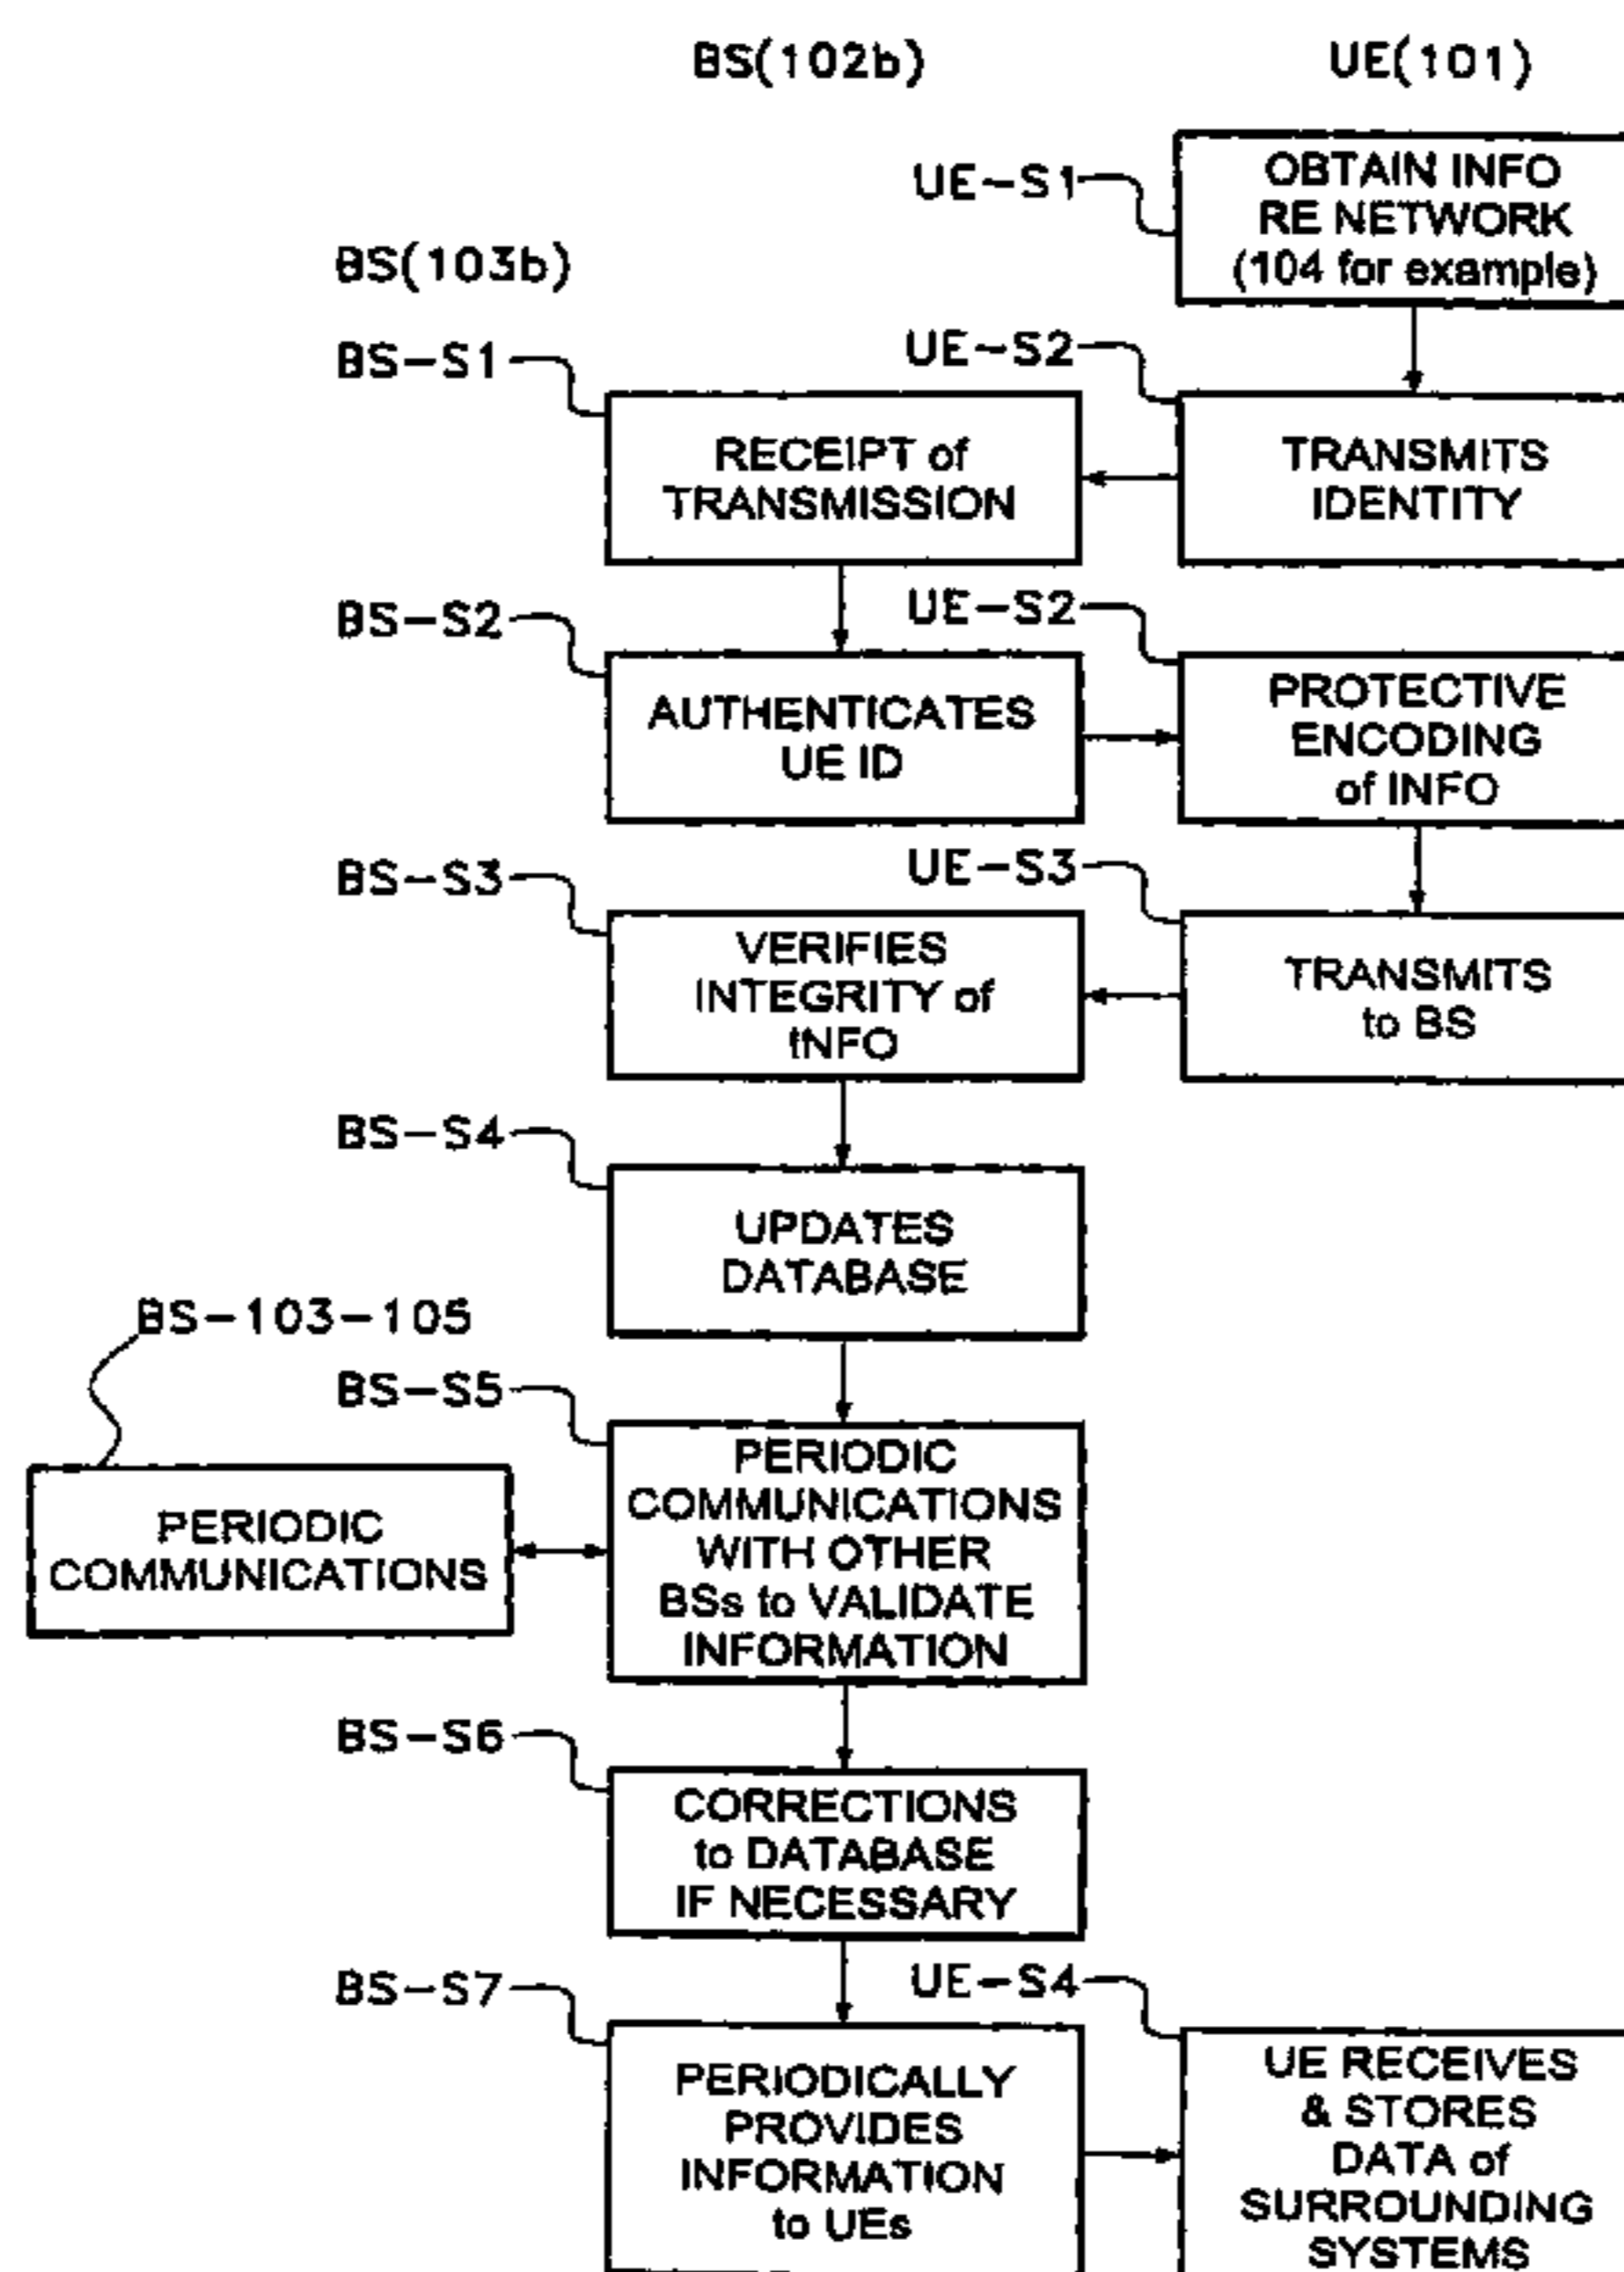 BS(102b)
UE(101)
UE-S1
OBTAIN INFO
RE NETWORK
(104 for example)
BS(103b)
BS-S1
UE-S2
RECEIPT of
TRANSMISSION
TRANSMITS
IDENTITY
BS-S2
UE-S2
AUTHENTICATES
UE ID
PROTECTIVE
ENCODING
of INFO
BS-S3
UE-S3
VERIFIES
INTEGRITY of
INFO
TRANSMITS
to BS
BS-S4
UPDATES
DATABASE
BS-103-105
BS-S5
PERIODIC
COMMUNICATIONS
PERIODIC
COMMUNICATIONS
WITH OTHER
BSs to VALIDATE
INFORMATION
BS-S6
CORRECTIONS
to DATABASE
IF NECESSARY
BS-S7
UE-S4
PERIODICALLY
PROVIDES
INFORMATION
to UEs
UE RECEIVES
& STORES
DATA of
SURROUNDING
SYSTEMS